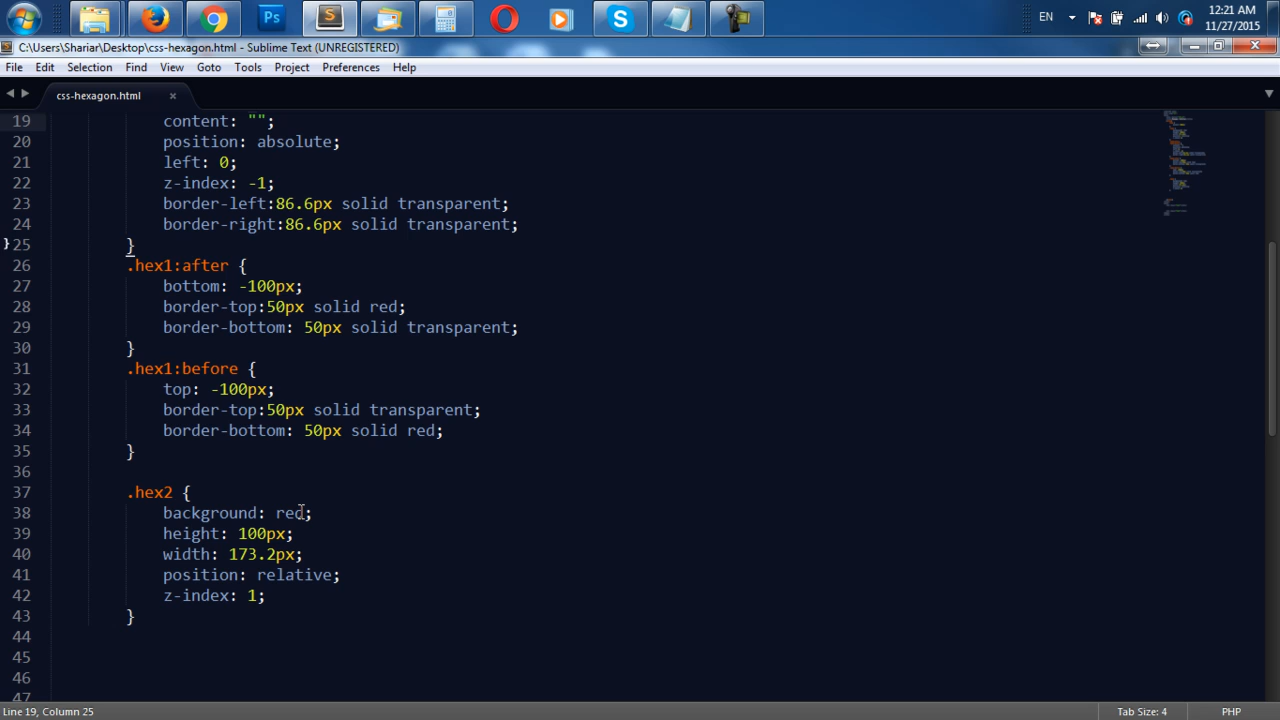 12:21 AM
EN
11/27/2015
C:\Users\Shariar\Desktop\css-hexagon.html - Sublime Text (UNREGISTERED)
File Edit Selection Find View Goto Tools Project Preferences Help
css-hexagon.html
19 content: "";
20 position: absolute;
21 left: 0;
22 z-index: -1;
23 border-left:86.6px solid transparent;
24 border-right:86.6px solid transparent;
} 25 }
26 .hex1:after {
27 bottom: -100px;
28 border-top:50px solid red;
29 border-bottom: 50px solid transparent;
30 }
31 .hex1:before {
32 top: -100px;
33 border-top:50px solid transparent;
34 border-bottom: 50px solid red;
35 }
36
37 .hex2 {
38 background: red;
39 height: 100px;
40 width: 173.2px;
41 position: relative;
42 z-index: 1;
43 }
44
45
46
47
Line 19, Column 25 Tab Size: 4 PHP